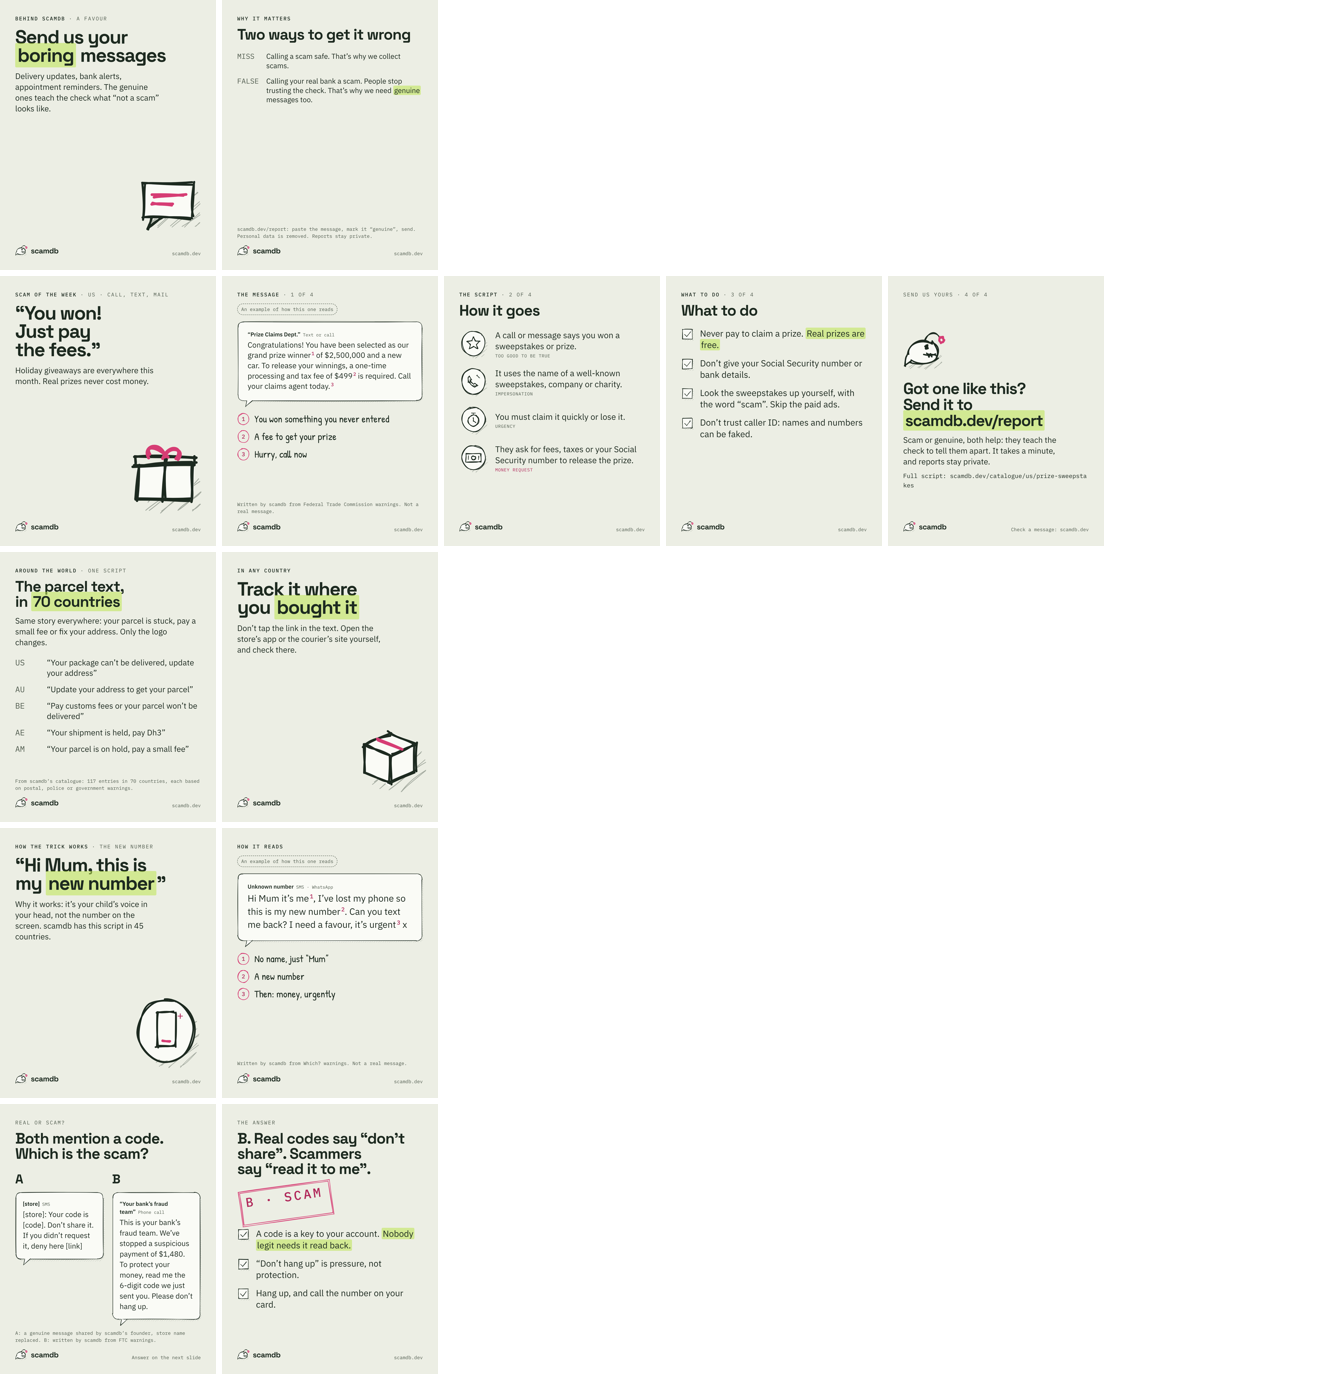 BEHIND SCAMDB · A FAVOUR
Send us your
boring messages
Delivery updates, bank alerts,
appointment reminders. The genuine
ones teach the check what “not a scam”
looks like.
scamdb
scamdb.dev
WHY IT MATTERS
Two ways to get it wrong
MISS Calling a scam safe. That’s why we collect
scams.
FALSE Calling your real bank a scam. People stop
trusting the check. That’s why we need genuine
messages too.
scamdb.dev/report: paste the message, mark it “genuine”, send.
Personal data is removed. Reports stay private.
scamdb
scamdb.dev
SCAM OF THE WEEK · US · CALL, TEXT, MAIL
“You won!
Just pay
the fees.”
Holiday giveaways are everywhere this
month. Real prizes never cost money.
scamdb
scamdb.dev
THE MESSAGE · 1 OF 4
An example of how this one reads
“Prize Claims Dept.” Text or call
Congratulations! You have been selected as our
grand prize winner1 of $2,500,000 and a new
car. To release your winnings, a one-time
processing and tax fee of $4992 is required. Call
your claims agent today.3
1 You won something you never entered
2 A fee to get your prize
3 Hurry, call now
Written by scamdb from Federal Trade Commission warnings. Not a
real message.
scamdb
scamdb.dev
THE SCRIPT · 2 OF 4
How it goes
A call or message says you won a
sweepstakes or prize.
TOO GOOD TO BE TRUE
It uses the name of a well-known
sweepstakes, company or charity.
IMPERSONATION
You must claim it quickly or lose it.
URGENCY
They ask for fees, taxes or your Social
Security number to release the prize.
MONEY REQUEST
scamdb
scamdb.dev
WHAT TO DO · 3 OF 4
What to do
Never pay to claim a prize. Real prizes are
free.
Don’t give your Social Security number or
bank details.
Look the sweepstakes up yourself, with
the word “scam”. Skip the paid ads.
Don’t trust caller ID: names and numbers
can be faked.
scamdb
scamdb.dev
SEND US YOURS · 4 OF 4
Got one like this?
Send it to
scamdb.dev/report
Scam or genuine, both help: they teach the
check to tell them apart. It takes a minute,
and reports stay private.
Full script: scamdb.dev/catalogue/us/prize-sweepsta
kes
scamdb
Check a message: scamdb.dev
AROUND THE WORLD · ONE SCRIPT
The parcel text,
in 70 countries
Same story everywhere: your parcel is stuck, pay a
small fee or fix your address. Only the logo
changes.
US “Your package can’t be delivered, update
your address”
AU “Update your address to get your parcel”
BE “Pay customs fees or your parcel won’t be
delivered”
AE “Your shipment is held, pay Dh3”
AM “Your parcel is on hold, pay a small fee”
From scamdb's catalogue: 117 entries in 70 countries, each based
on postal, police or government warnings.
scamdb
scamdb.dev
IN ANY COUNTRY
Track it where
you bought it
Don’t tap the link in the text. Open the
store’s app or the courier’s site yourself,
and check there.
scamdb
scamdb.dev
HOW THE TRICK WORKS · THE NEW NUMBER
“Hi Mum, this is
my new number”
Why it works: it’s your child’s voice in
your head, not the number on the
screen. scamdb has this script in 45
countries.
scamdb
scamdb.dev
HOW IT READS
An example of how this one reads
Unknown number SMS · WhatsApp
Hi Mum it’s me1, I’ve lost my phone so
this is my new number2. Can you text
me back? I need a favour, it’s urgent3 x
1 No name, just “Mum”
2 A new number
3 Then: money, urgently
Written by scamdb from Which? warnings. Not a real message.
scamdb
scamdb.dev
REAL OR SCAM?
Both mention a code.
Which is the scam?
A
[store] SMS
[store]: Your code is
[code]. Don’t share it.
If you didn’t request
it, deny here [link]
B
“Your bank’s fraud
team” Phone call
This is your bank’s
fraud team. We’ve
stopped a suspicious
payment of $1,480.
To protect your
money, read me the
6-digit code we just
sent you. Please don’t
hang up.
A: a genuine message shared by scamdb's founder, store name
replaced. B: written by scamdb from FTC warnings.
scamdb
Answer on the next slide
THE ANSWER
B. Real codes say “don’t
share”. Scammers
say “read it to me”.
B · SCAM
A code is a key to your account. Nobody
legit needs it read back.
“Don’t hang up” is pressure, not
protection.
Hang up, and call the number on your
card.
scamdb
scamdb.dev